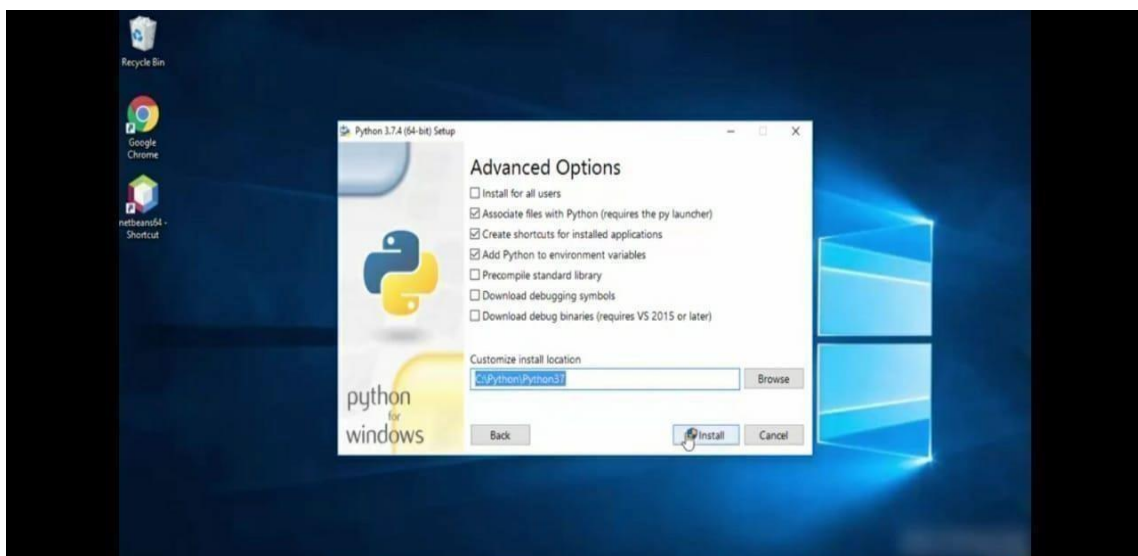 Recycle Bin
Google
Chrome
netbeans64 -
Shortcut
Python 3.7.4 (64-bit) Setup
Advanced Options
Install for all users
Associate files with Python (requires the py launcher)
Create shortcuts for installed applications
Add Python to environment variables
Precompile standard library
Download debugging symbols
Download debug binaries (requires VS 2015 or later)
Customize install location
C:\Python\Python37
Browse
python
for
windows
Back
Install
Cancel